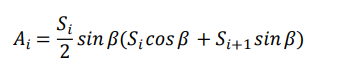 $A_i = \frac{S_i}{2} \sin \beta (S_i \cos \beta + S_{i+1} \sin \beta)$